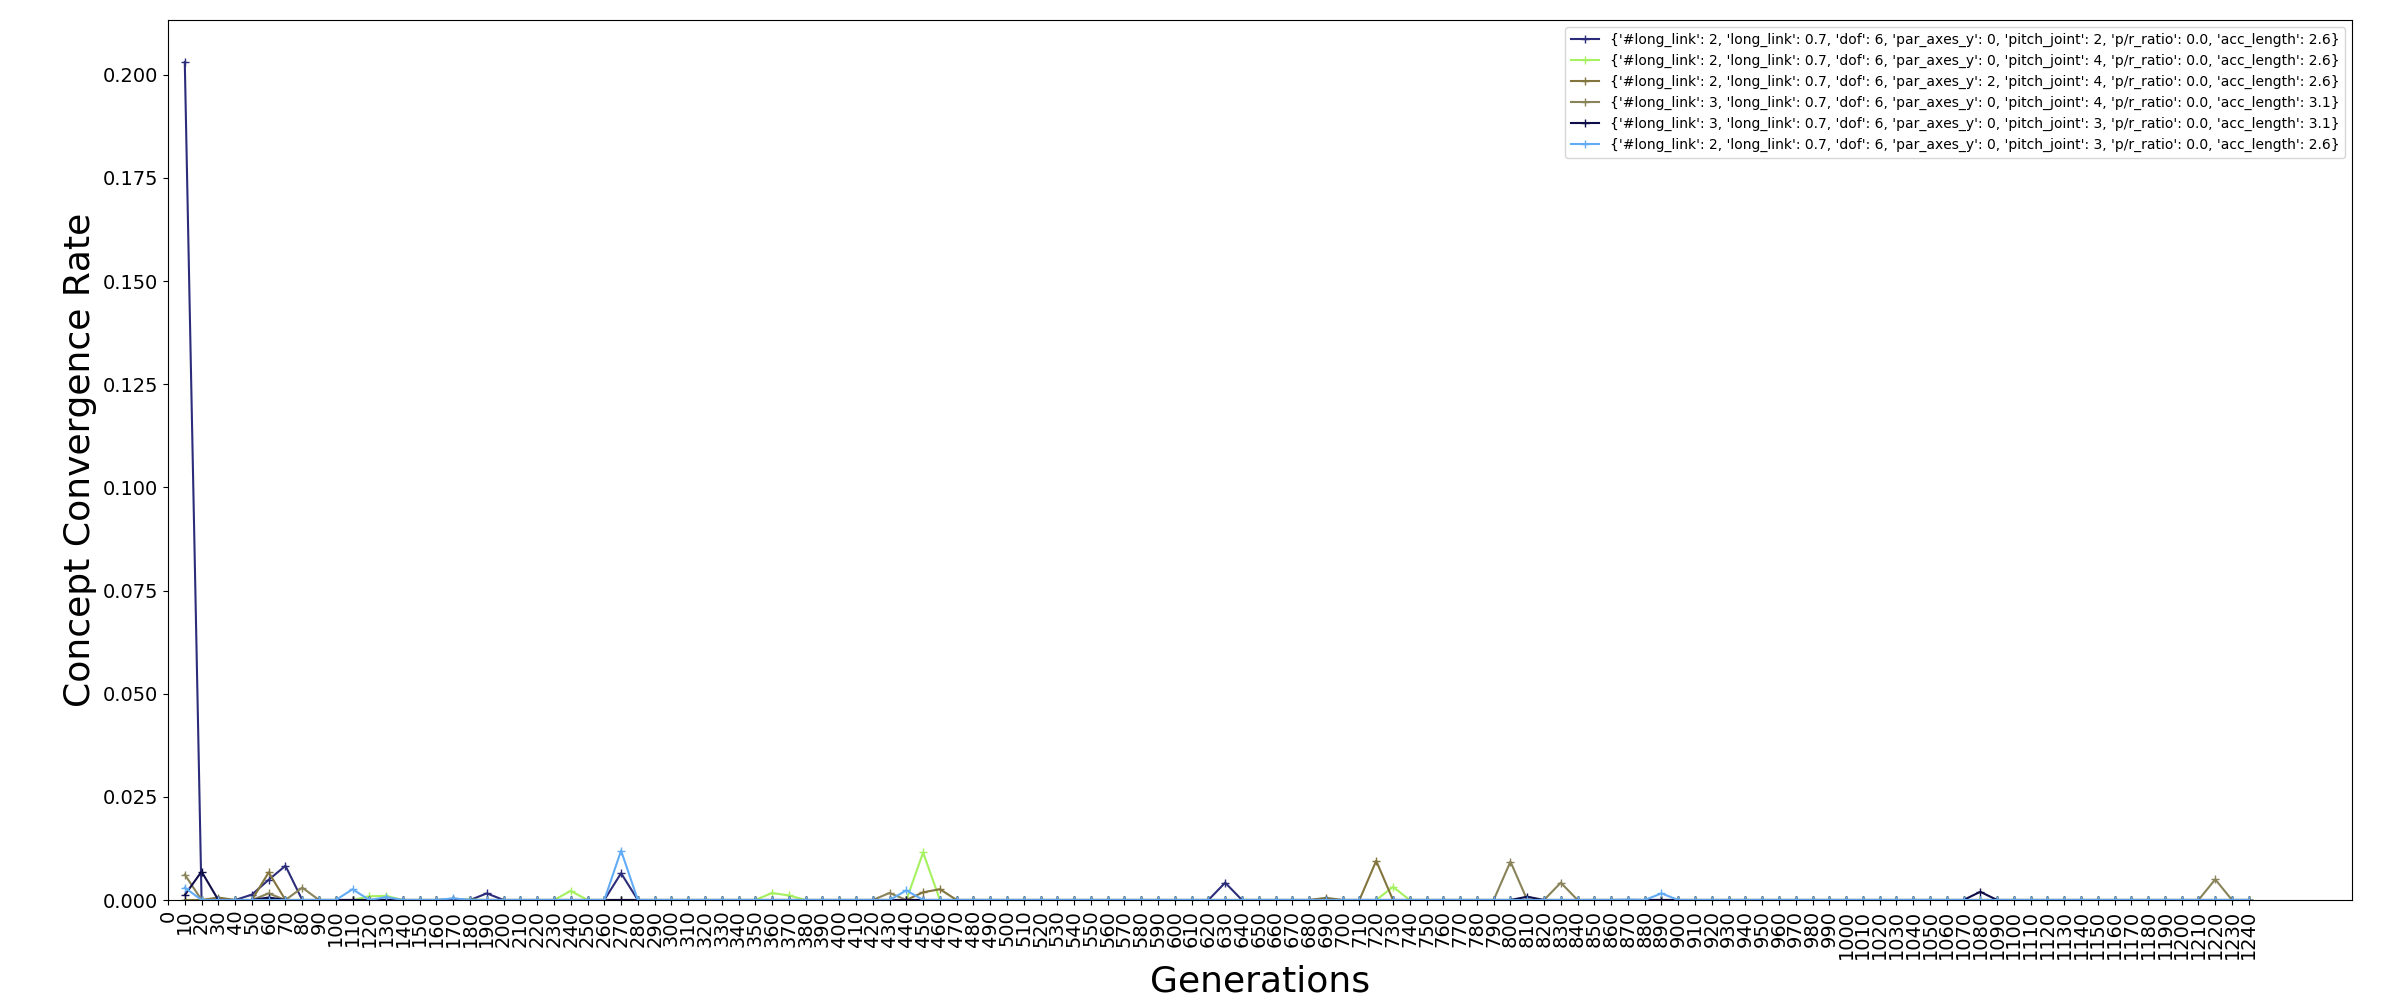 {'#long_link': 2, 'long_link': 0.7, 'dof': 6, 'par_axes_y': 0, 'pitch_joint': 2, 'p/r_ratio': 0.0, 'acc_length': 2.6}
{'#long_link': 2, 'long_link': 0.7, 'dof': 6, 'par_axes_y': 0, 'pitch_joint': 4, 'p/r_ratio': 0.0, 'acc_length': 2.6}
{'#long_link': 2, 'long_link': 0.7, 'dof': 6, 'par_axes_y': 2, 'pitch_joint': 4, 'p/r_ratio': 0.0, 'acc_length': 2.6}
{'#long_link': 3, 'long_link': 0.7, 'dof': 6, 'par_axes_y': 0, 'pitch_joint': 4, 'p/r_ratio': 0.0, 'acc_length': 3.1}
{'#long_link': 3, 'long_link': 0.7, 'dof': 6, 'par_axes_y': 0, 'pitch_joint': 3, 'p/r_ratio': 0.0, 'acc_length': 3.1}
{'#long_link': 2, 'long_link': 0.7, 'dof': 6, 'par_axes_y': 0, 'pitch_joint': 3, 'p/r_ratio': 0.0, 'acc_length': 2.6}
Concept Convergence Rate
0.200
0.175
0.150
0.125
0.100
0.075
0.050
0.025
0.000
0 10 20 30 40 50 60 70 80 90 100 110 120 130 140 150 160 170 180 190 200 210 220 230 240 250 260 270 280 290 300 310 320 330 340 350 360 370 380 390 400 410 420 430 440 450 460 470 480 490 500 510 520 530 540 550 560 570 580 590 600 610 620 630 640 650 660 670 680 690 700 710 720 730 740 750 760 770 780 790 800 810 820 830 840 850 860 870 880 890 900 910 920 930 940 950 960 970 980 990 1000 1010 1020 1030 1040 1050 1060 1070 1080 1090 1100 1110 1120 1130 1140 1150 1160 1170 1180 1190 1200 1210 1220 1230 1240
Generations